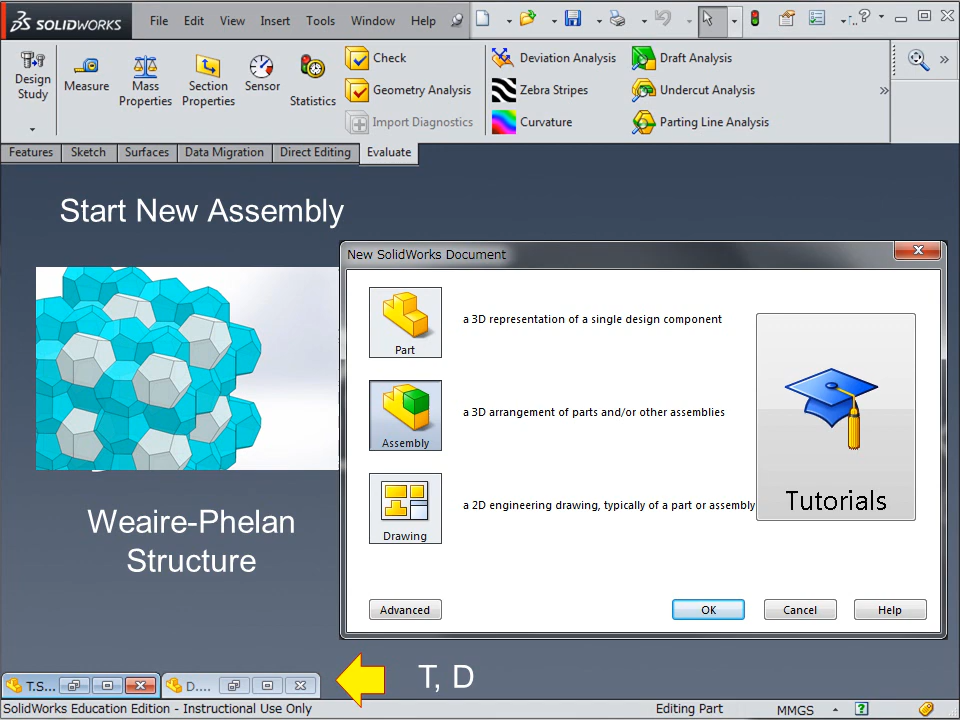 SOLIDWORKS File Edit View Insert Tools Window Help
Design Study
Measure
Mass Properties
Section Properties
Sensor
Statistics
Check
Geometry Analysis
Import Diagnostics
Deviation Analysis
Zebra Stripes
Curvature
Draft Analysis
Undercut Analysis
Parting Line Analysis
Features Sketch Surfaces Data Migration Direct Editing Evaluate
Start New Assembly
New SolidWorks Document
Part
a 3D representation of a single design component
Assembly
a 3D arrangement of parts and/or other assemblies
Drawing
a 2D engineering drawing, typically of a part or assembly
Tutorials
Weaire-Phelan
Structure
Advanced OK Cancel Help
T.S... D....
T, D
SolidWorks Education Edition - Instructional Use Only Editing Part MMGS